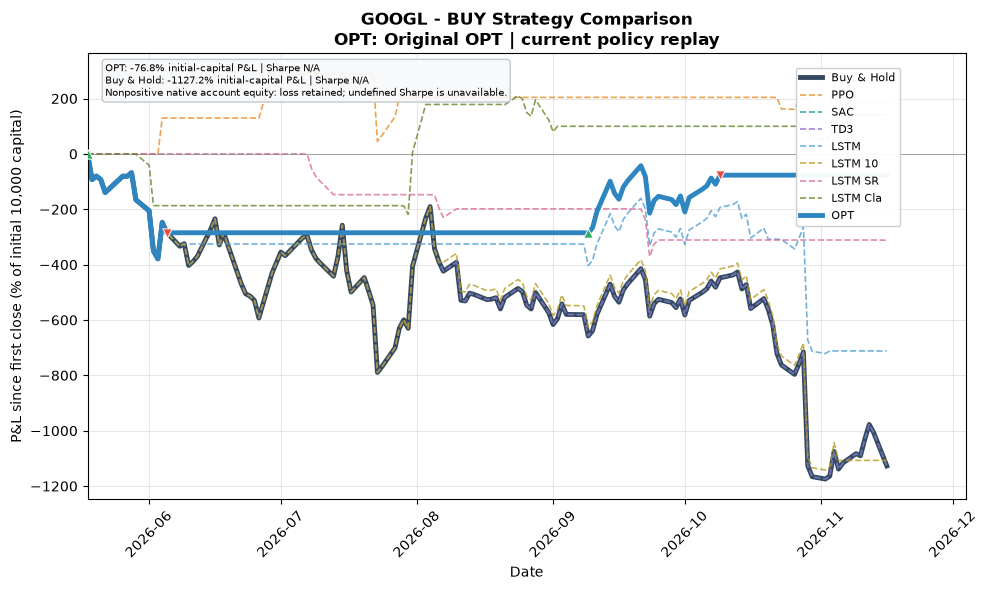 GOOGL - BUY Strategy Comparison
OPT: Original OPT | current policy replay
OPT: -76.8% initial-capital P&L | Sharpe N/A
Buy & Hold: -1127.2% initial-capital P&L | Sharpe N/A
Nonpositive native account equity: loss retained; undefined Sharpe is unavailable.
Buy & Hold
PPO
SAC
TD3
LSTM
LSTM 10
LSTM SR
LSTM Cla
OPT
P&L since first close (% of initial 10,000 capital)
200
0
−200
−400
−600
−800
−1000
−1200
2026-06
2026-07
2026-08
2026-09
2026-10
2026-11
2026-12
Date